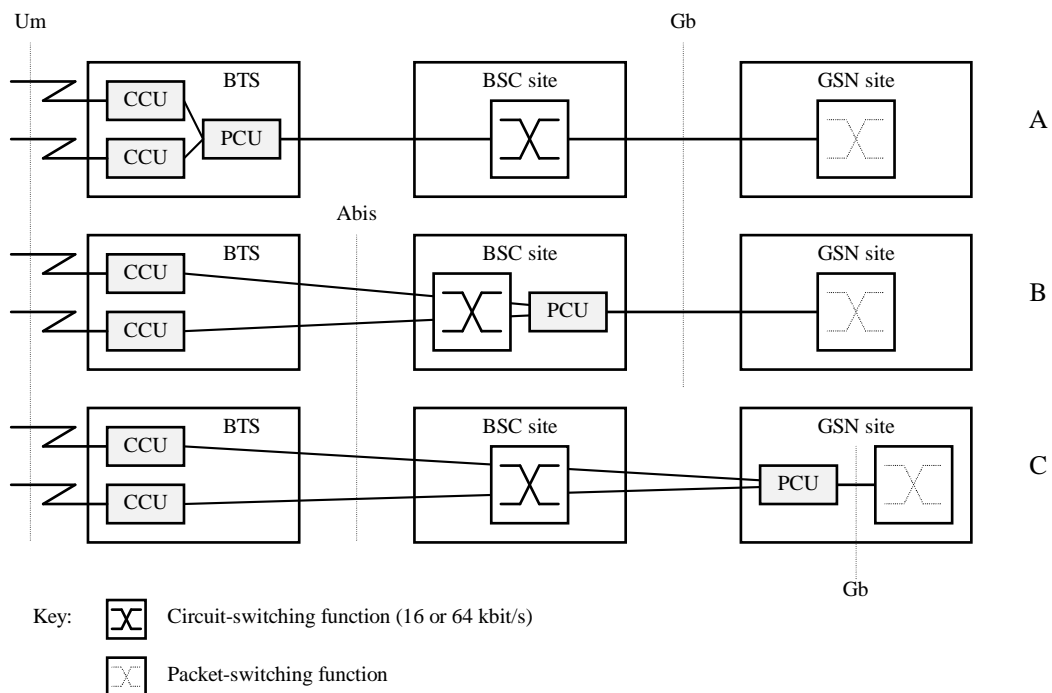 Um
Gb
BTS
BSC site
GSN site
CCU
PCU
CCU
A
Abis
BTS
BSC site
GSN site
CCU
PCU
CCU
B
BTS
BSC site
GSN site
CCU
PCU
CCU
C
Gb
Key:
Circuit-switching function (16 or 64 kbit/s)
Packet-switching function